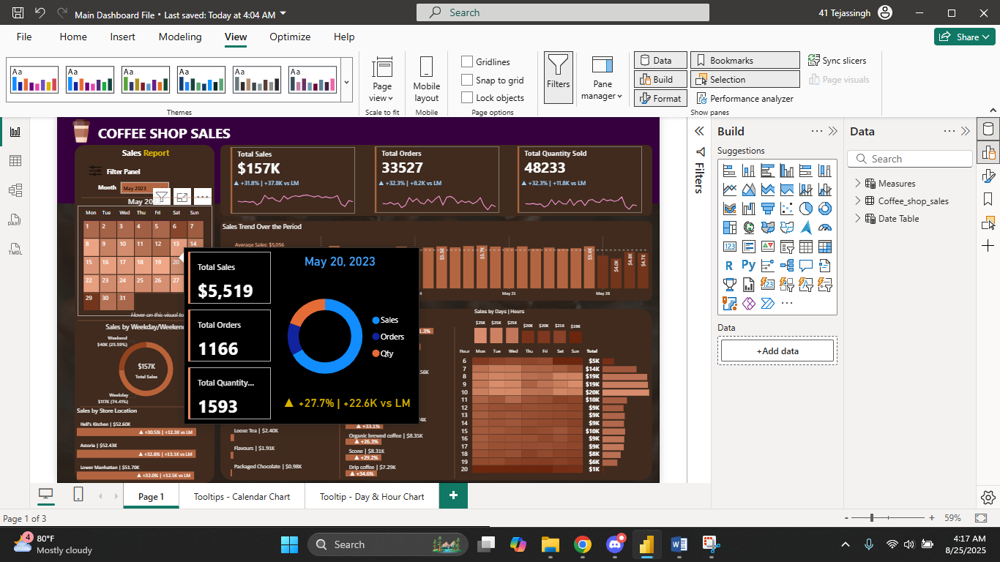 Main Dashboard File • Last saved: Today at 4:04 AM
Search
41 Tejassingh
File
Home
Insert
Modeling
View
Optimize
Help
Share
Aa
Aa
Aa
Aa
Aa
Aa
Themes
Page view
Scale to fit
Mobile layout
Mobile
Gridlines
Snap to grid
Lock objects
Page options
Filters
Pane manager
Data
Build
Format
Bookmarks
Selection
Sync slicers
Page visuals
Performance analyzer
Show panes
COFFEE SHOP SALES
Sales Report
Filter Panel
Month
May 2023
Mon Tue Wed Thu Fri Sat Sun
1 2 3 4 5 6 7
8 9 10 11 12 13 14
15 16 17 18 19 20
22 23 24 25 26 27
29 30 31
Hover on this visual to
Sales by Weekday/Weekend
Weekend
$40K (25.59%)
$157K
Total Sales
Weekday
$117K (74.41%)
Sales by Store Location
Hell's Kitchen | $52.60K
▲ +30.5% | +12.3K vs LM
Astoria | $52.43K
▲ +32.8% | +13.1K vs LM
Lower Manhattan | $51.70K
▲ +32.0% | +12.5K vs LM
Total Sales
$157K
▲ +31.8% | +37.8K vs LM
Total Orders
33527
▲ +32.3% | +8.2K vs LM
Total Quantity Sold
48233
▲ +32.3% | +11.8K vs LM
Sales Trend Over the Period
Average Sales: $5,056
$5.5K
$5.7K
$5.6K
$4.0K
$4.8K
$4.7K
May 21
May 28
May 20, 2023
Total Sales
$5,519
Total Orders
1166
Total Quantity...
1593
Sales
Orders
Qty
▲ +27.7% | +22.6K vs LM
Loose Tea | $2.40K
Flavours | $1.91K
Packaged Chocolate | $0.98K
▲ +33.1%
Organic brewed coffee | $8.35K
▲ +26.3%
Scone | $8.31K
▲ +29.2%
Drip coffee | $7.29K
▲ +34.6%
Sales by Days | Hours
$25K $25K $25K $20K $20K $21K $19K
Hour Mon Tue Wed Thu Fri Sat Sun Total
6 $5K
7 $14K
8 $19K
9 $19K
10 $20K
11 $10K
12 $9K
13 $9K
14 $9K
15 $10K
16 $9K
17 $9K
18 $8K
19 $6K
20 $1K
Filters
Build
Suggestions
123
R
Py
Data
+Add data
Data
Search
Measures
Coffee_shop_sales
Date Table
DAX
TMDL
Page 1
Tooltips - Calendar Chart
Tooltip - Day & Hour Chart
Page 1 of 3
59%
4
80°F
Mostly cloudy
Search
4:17 AM
8/25/2025